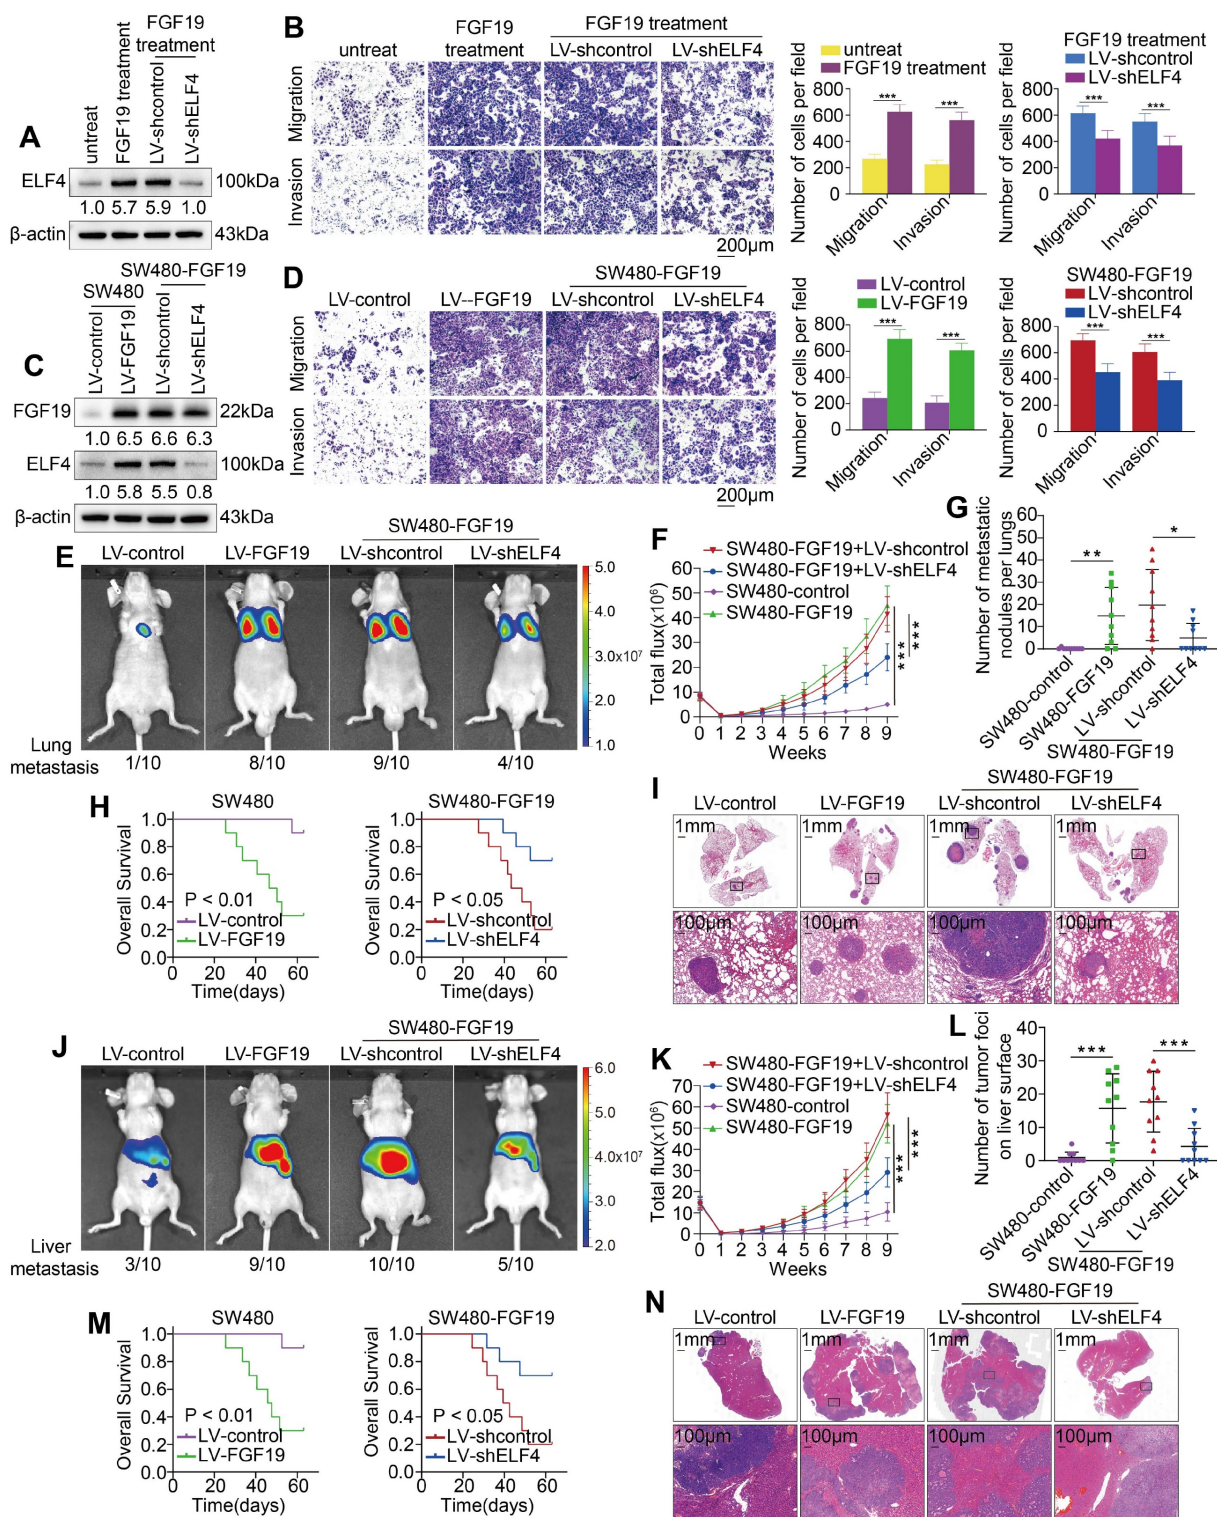 A
untreat
FGF19 treatment
FGF19
treatment
LV-shcontrol
LV-shELF4
ELF4
100kDa
1.0 5.7 5.9 1.0
β-actin
43kDa
B
untreat
FGF19
treatment
FGF19 treatment
LV-shcontrol
LV-shELF4
Migration
Invasion
200μm
untreat
FGF19 treatment
Number of cells per field
800
600
400
200
0
***
***
Migration
Invasion
FGF19 treatment
LV-shcontrol
LV-shELF4
Number of cells per field
800
600
400
200
0
***
***
Migration
Invasion
C
SW480-FGF19
SW480
LV-control
LV-FGF19
LV-shcontrol
LV-shELF4
FGF19
22kDa
1.0 6.5 6.6 6.3
ELF4
100kDa
1.0 5.8 5.5 0.8
β-actin
43kDa
D
SW480-FGF19
LV-control
LV--FGF19
LV-shcontrol
LV-shELF4
Migration
Invasion
200μm
LV-control
LV-FGF19
Number of cells per field
800
600
400
200
0
***
***
Migration
Invasion
SW480-FGF19
LV-shcontrol
LV-shELF4
Number of cells per field
800
600
400
200
0
***
***
Migration
Invasion
E
SW480-FGF19
LV-control
LV-FGF19
LV-shcontrol
LV-shELF4
5.0
4.0
3.0x10⁷
2.0
1.0
Lung
metastasis
1/10
8/10
9/10
4/10
F
SW480-FGF19+LV-shcontrol
SW480-FGF19+LV-shELF4
SW480-control
SW480-FGF19
Total flux(x10⁶)
60
50
40
30
20
10
0
***
***
0 1 2 3 4 5 6 7 8 9
Weeks
G
Number of metastatic
nodules per lungs
60
50
40
30
20
10
0
**
*
SW480-control
SW480-FGF19
LV-shcontrol
LV-shELF4
SW480-FGF19
H
SW480
Overall Survival
1.0
0.8
0.6
0.4
0.2
0.0
P < 0.01
LV-control
LV-FGF19
0 20 40 60
Time(days)
SW480-FGF19
Overall Survival
1.0
0.8
0.6
0.4
0.2
0.0
P < 0.05
LV-shcontrol
LV-shELF4
0 20 40 60
Time(days)
I
SW480-FGF19
LV-control
LV-FGF19
LV-shcontrol
LV-shELF4
1mm
1mm
1mm
1mm
100μm
100μm
100μm
100μm
J
SW480-FGF19
LV-control
LV-FGF19
LV-shcontrol
LV-shELF4
6.0
5.0
4.0x10⁷
3.0
2.0
Liver
metastasis
3/10
9/10
10/10
5/10
K
SW480-FGF19+LV-shcontrol
SW480-FGF19+LV-shELF4
SW480-control
SW480-FGF19
Total flux(x10⁶)
70
60
50
40
30
20
10
0
***
***
0 1 2 3 4 5 6 7 8 9
Weeks
L
Number of tumor foci
on liver surface
40
30
20
10
0
***
***
SW480-control
SW480-FGF19
LV-shcontrol
LV-shELF4
SW480-FGF19
M
SW480
Overall Survival
1.0
0.8
0.6
0.4
0.2
0.0
P < 0.01
LV-control
LV-FGF19
0 20 40 60
Time(days)
SW480-FGF19
Overall Survival
1.0
0.8
0.6
0.4
0.2
0.0
P < 0.05
LV-shcontrol
LV-shELF4
0 20 40 60
Time(days)
N
SW480-FGF19
LV-control
LV-FGF19
LV-shcontrol
LV-shELF4
1mm
1mm
1mm
1mm
100μm
100μm
100μm
100μm